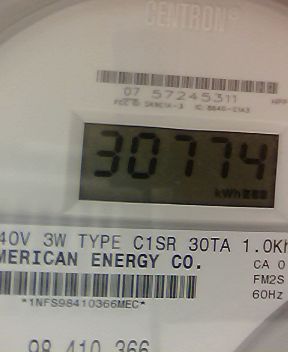 CENTRON®
07 57245311
30774
kWh
40V 3W TYPE C1SR 30TA 1.0Kh
MERICAN ENERGY CO.
CA 0
FM2S
60Hz
*1NFS98410366MEC*
98 410 366